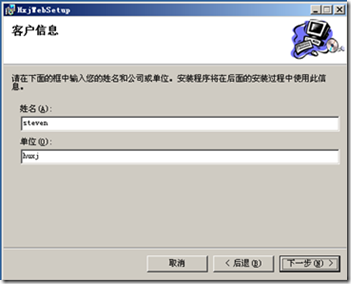 HxjWebSetup
客户信息
请在下面的框中输入您的姓名和公司或单位。安装程序将在后面的安装过程中使用此信
息。
姓名(A):
steven
单位(O):
huxj
取消
< 后退(B)
下一步(N) >